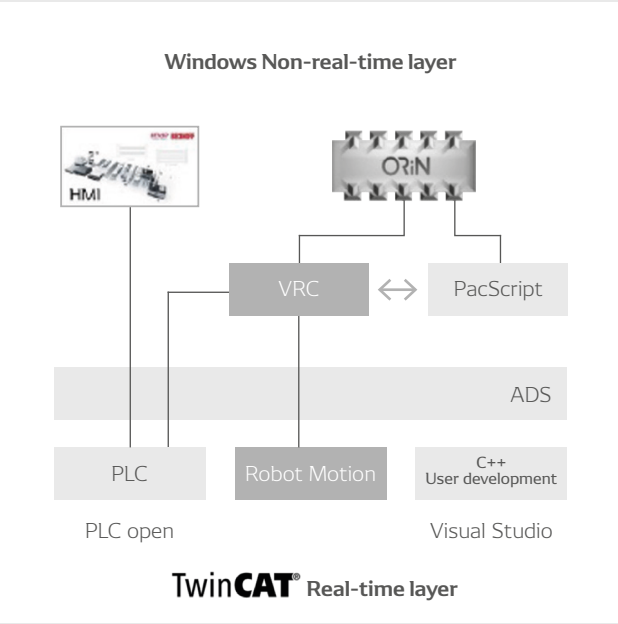 Windows Non-real-time layer
HMI
ORiN
VRC
PacScript
ADS
PLC
Robot Motion
C++
User development
PLC open
Visual Studio
TwinCAT® Real-time layer